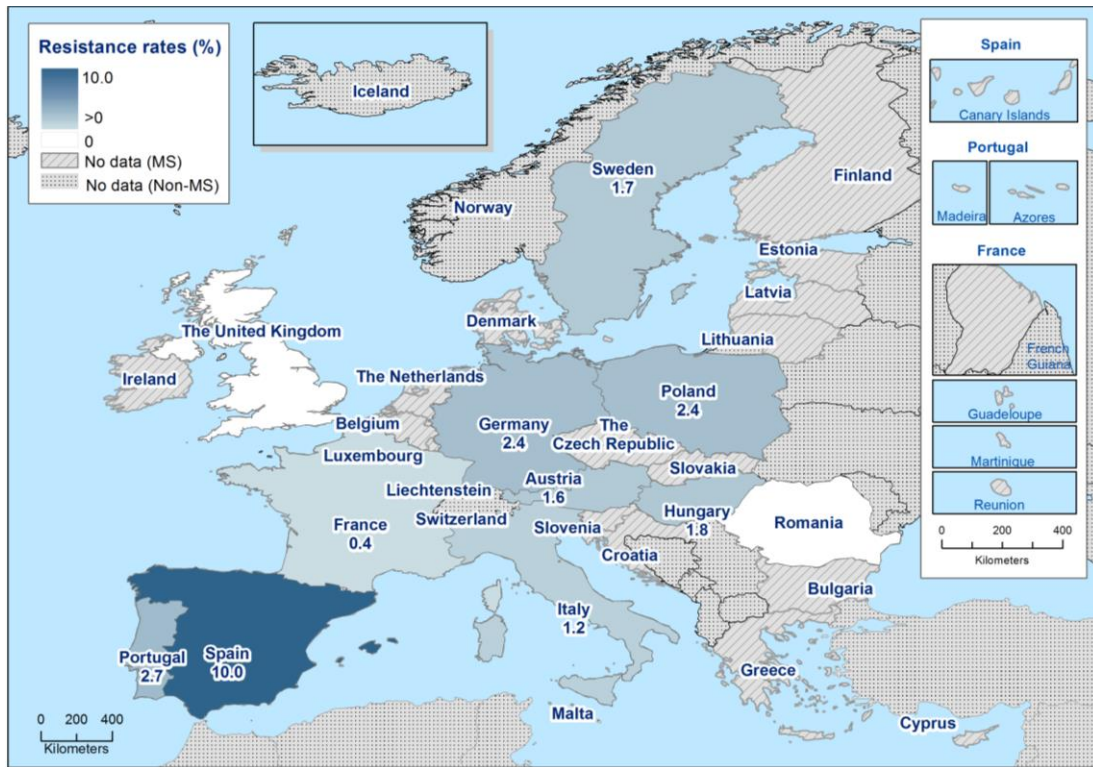 Resistance rates (%)
10.0
>0
0
No data (MS)
No data (Non-MS)
Iceland
Spain
Canary Islands
Portugal
Madeira
Azores
France
French
Guiana
Guadeloupe
Martinique
Reunion
0 200 400
Kilometers
Sweden
1.7
Finland
Norway
Estonia
Latvia
Denmark
Lithuania
The United Kingdom
Ireland
The Netherlands
Poland
2.4
Belgium
Germany
2.4
The
Czech Republic
Luxembourg
Slovakia
Austria
1.6
Liechtenstein
Hungary
1.8
Switzerland
Romania
France
0.4
Slovenia
Croatia
Bulgaria
Italy
1.2
Portugal
2.7
Spain
10.0
Greece
Malta
Cyprus
0 200 400
Kilometers